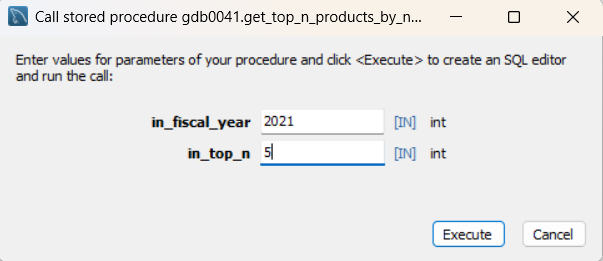 Call stored procedure gdb0041.get_top_n_products_by_n...
Enter values for parameters of your procedure and click <Execute> to create an SQL editor
and run the call:
in_fiscal_year 2021 [IN] int
in_top_n 5 [IN] int
Execute Cancel